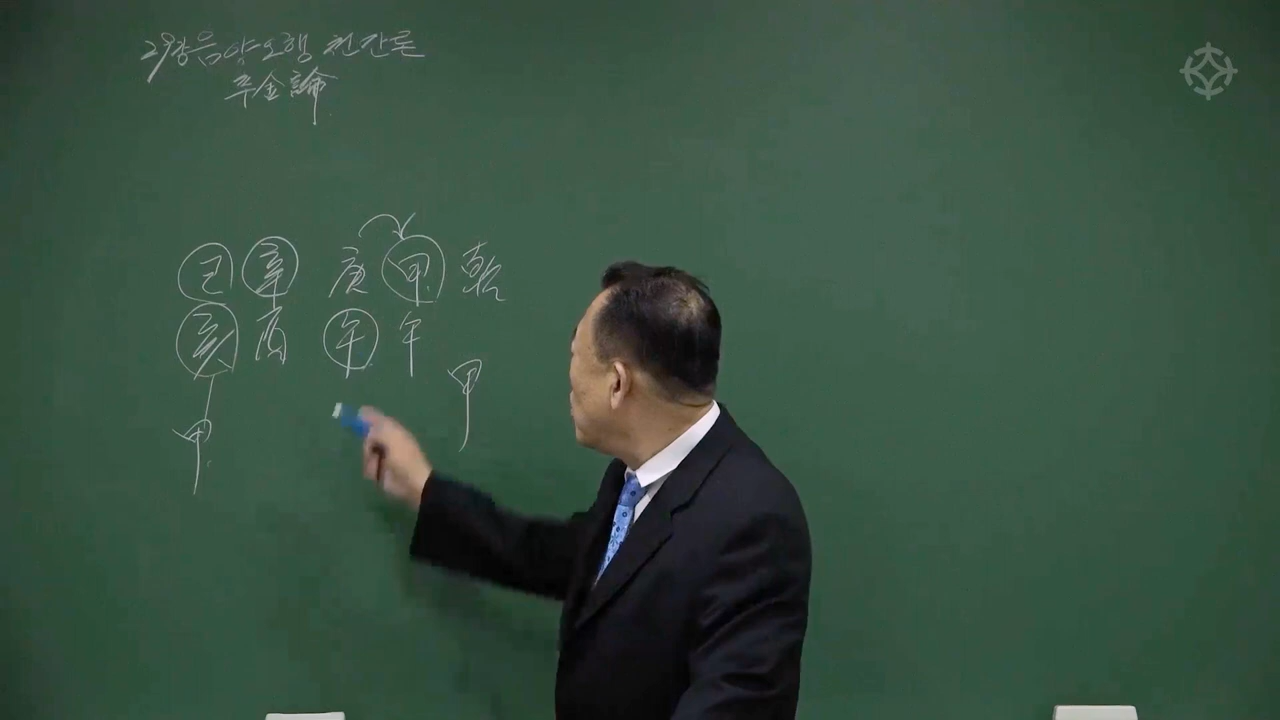 29강 음양오행 천간론
추金論
己 辛 庚 甲 乾
亥 酉 午 午
甲
甲